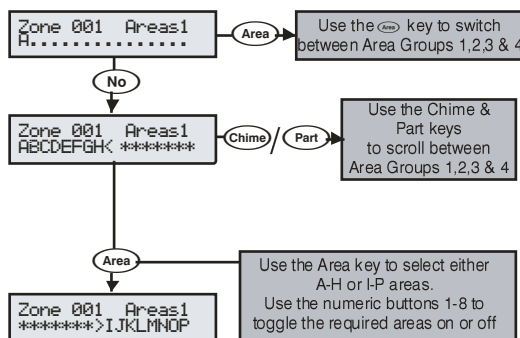 Zone 001 Areas1
A...............
Area
Use the Area key to switch
between Area Groups 1,2,3 & 4
No
Zone 001 Areas1
ABCDEFGH< *******
Chime / Part
Use the Chime &
Part keys
to scroll between
Area Groups 1,2,3 & 4
Area
Use the Area key to select either
A-H or I-P areas.
Use the numeric buttons 1-8 to
toggle the required areas on or off
Zone 001 Areas1
*******>IJKLMNOP